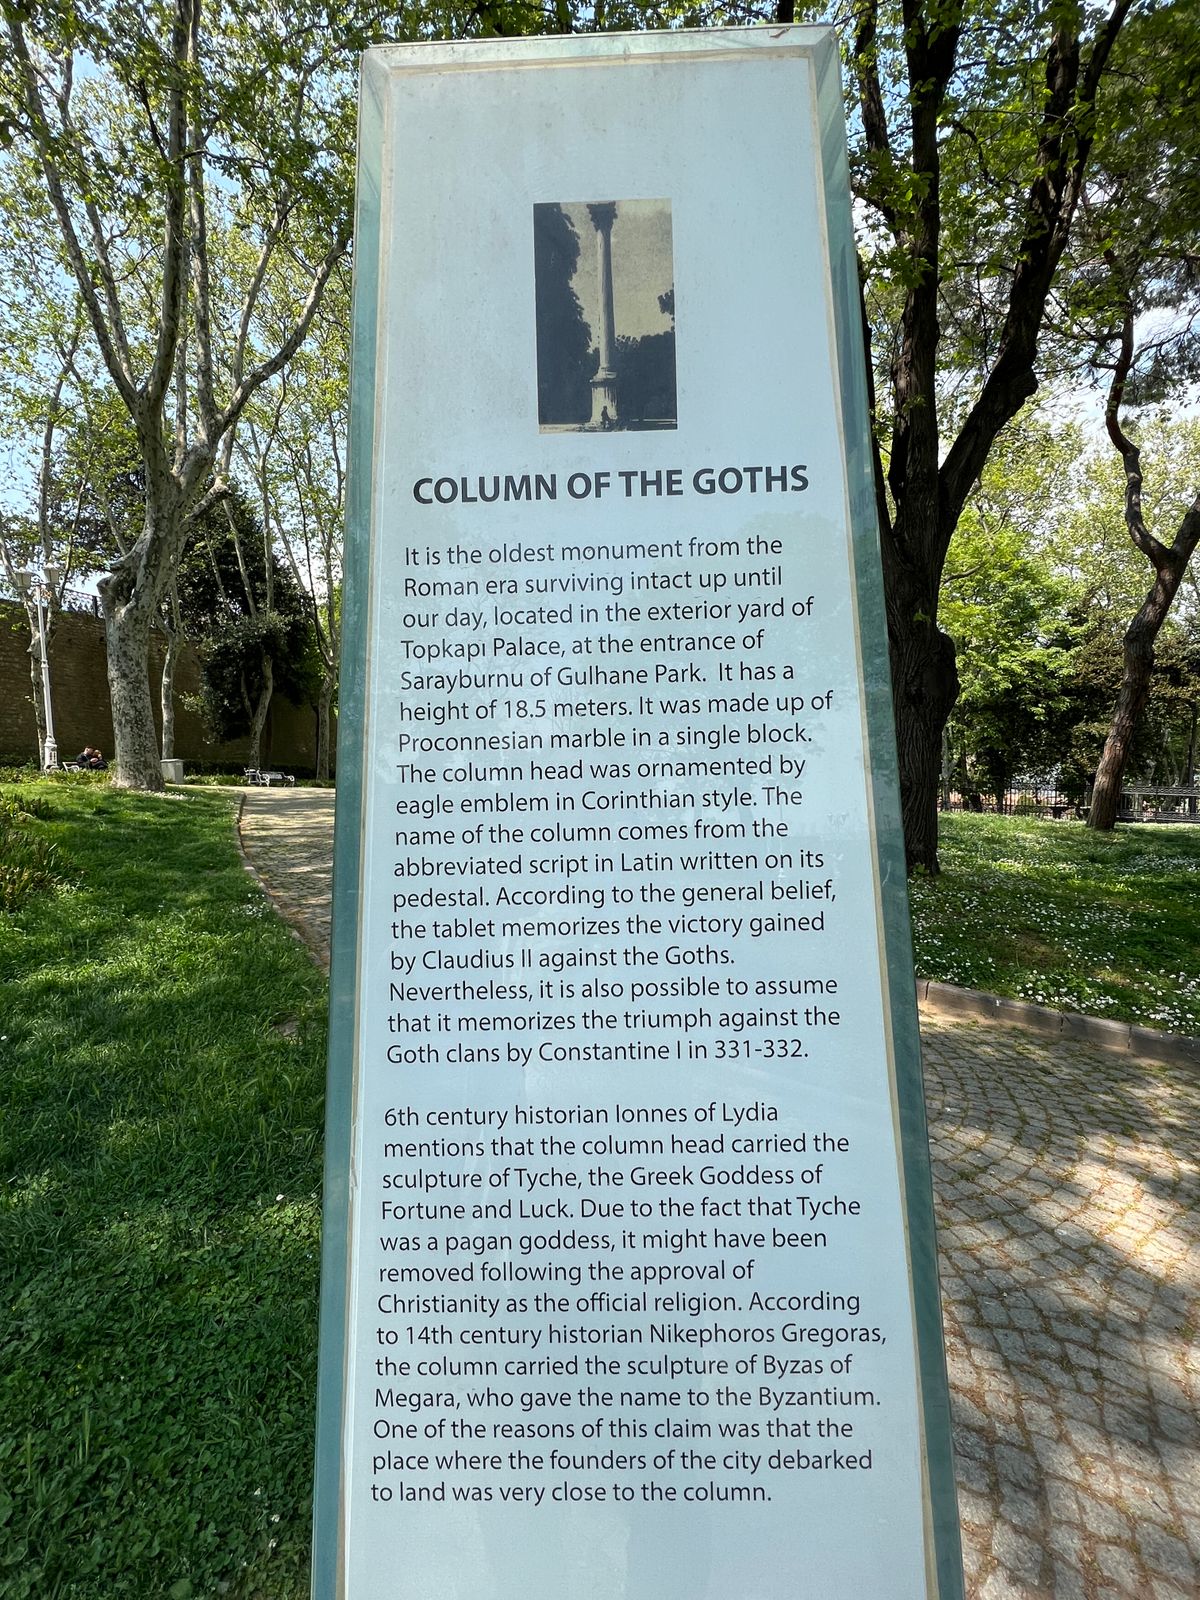 COLUMN OF THE GOTHS
It is the oldest monument from the
Roman era surviving intact up until
our day, located in the exterior yard of
Topkapı Palace, at the entrance of
Sarayburnu of Gulhane Park. It has a
height of 18.5 meters. It was made up of
Proconnesian marble in a single block.
The column head was ornamented by
eagle emblem in Corinthian style. The
name of the column comes from the
abbreviated script in Latin written on its
pedestal. According to the general belief,
the tablet memorizes the victory gained
by Claudius II against the Goths.
Nevertheless, it is also possible to assume
that it memorizes the triumph against the
Goth clans by Constantine I in 331-332.
6th century historian Ionnes of Lydia
mentions that the column head carried the
sculpture of Tyche, the Greek Goddess of
Fortune and Luck. Due to the fact that Tyche
was a pagan goddess, it might have been
removed following the approval of
Christianity as the official religion. According
to 14th century historian Nikephoros Gregoras,
the column carried the sculpture of Byzas of
Megara, who gave the name to the Byzantium.
One of the reasons of this claim was that the
place where the founders of the city debarked
to land was very close to the column.